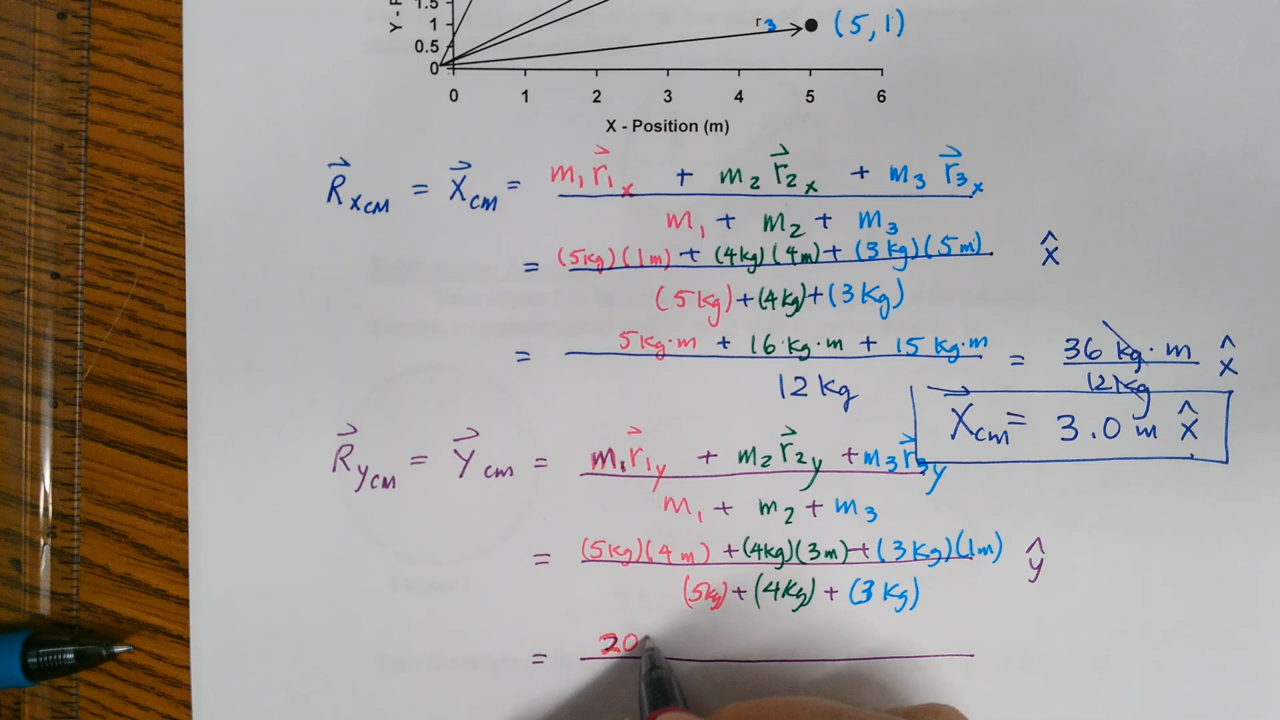 1.5
Y - P
1
r3 (5,1)
0.5
0
0 1 2 3 4 5 6
X - Position (m)
R⃗xcm = X⃗cm = m₁r⃗₁x + m₂r⃗₂x + m₃r⃗₃x
m₁ + m₂ + m₃
= (5kg)(1m) + (4kg)(4m) + (3kg)(5m) x̂
(5kg)+(4kg)+(3kg)
= 5kg·m + 16·kg·m + 15 kg·m = 36 kg·m x̂
12 kg 12kg
X⃗cm = 3.0 m x̂
R⃗ycm = Y⃗cm = m₁r⃗₁y + m₂r⃗₂y + m₃r⃗₃y
m₁ + m₂ + m₃
= (5kg)(4m) + (4kg)(3m) + (3kg)(1m) ŷ
(5kg) + (4kg) + (3kg)
= 20